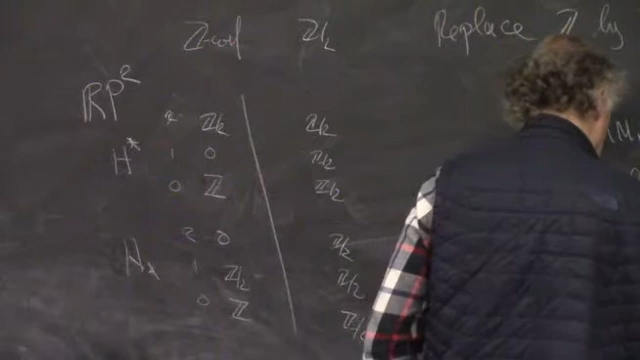 Z-coef Z/2 Replace Z by
RP²
2 Z/2 Z/2
H* 1 0 Z/2
0 Z Z/2
2 0 Z/2
H_* 1 Z/2 Z/2
0 Z Z/2